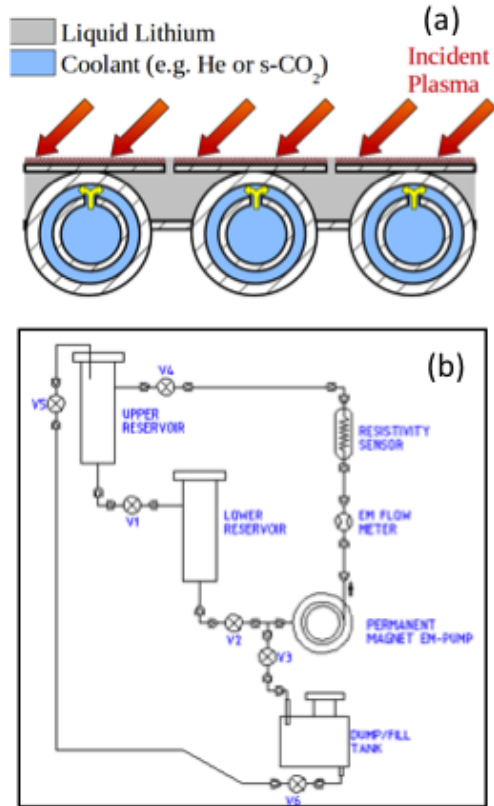 (a)
Liquid Lithium
Coolant (e.g. He or s-CO₂)
Incident
Plasma
(b)
V4
V5
UPPER
RESERVOIR
RESISTIVITY
SENSOR
V1
LOWER
RESERVOIR
EM FLOW
METER
V2
PERMANENT
MAGNET EM-PUMP
V3
DUMP/FILL
TANK
V6